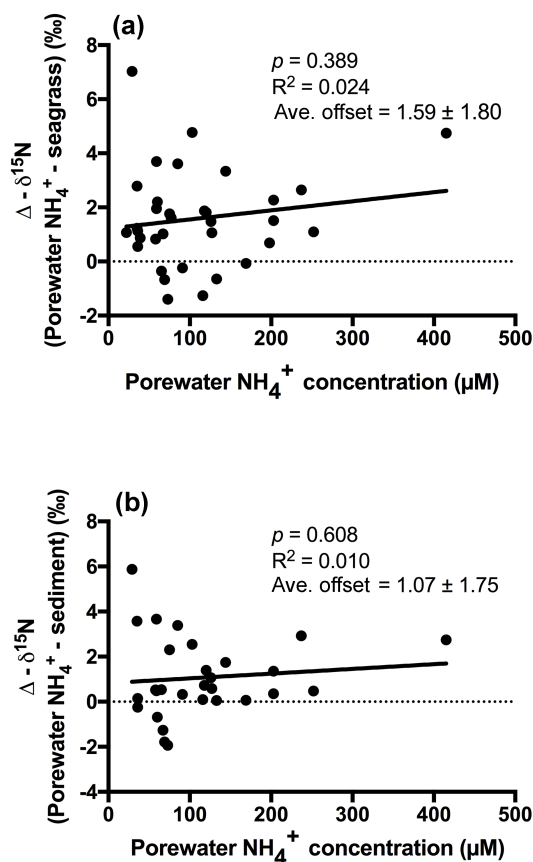 (a)
8
6
4
2
0
-2
0 100 200 300 400 500
p = 0.389
R² = 0.024
Ave. offset = 1.59 ± 1.80
Δ - δ¹⁵N
(Porewater NH₄⁺ - seagrass) (‰)
Porewater NH₄⁺ concentration (µM)
(b)
8
6
4
2
0
-2
-4
0 100 200 300 400 500
p = 0.608
R² = 0.010
Ave. offset = 1.07 ± 1.75
Δ - δ¹⁵N
(Porewater NH₄⁺ - sediment) (‰)
Porewater NH₄⁺ concentration (µM)